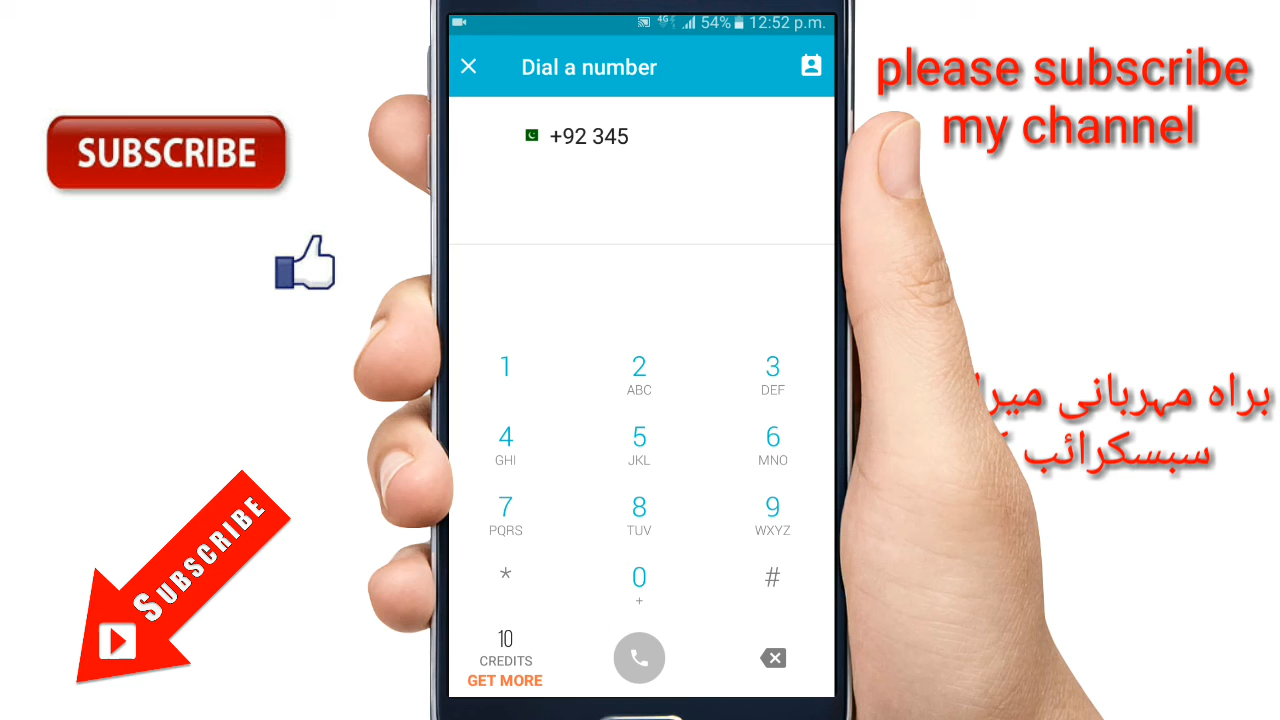 4G 54% 12:52 p.m.
Dial a number
+92 345
1
2 ABC
3 DEF
4 GHI
5 JKL
6 MNO
7 PQRS
8 TUV
9 WXYZ
*
0 +
#
10
CREDITS
GET MORE
SUBSCRIBE
SUBSCRIBE
please subscribe
my channel
براہ مہربانی میرا
سبسکرائب